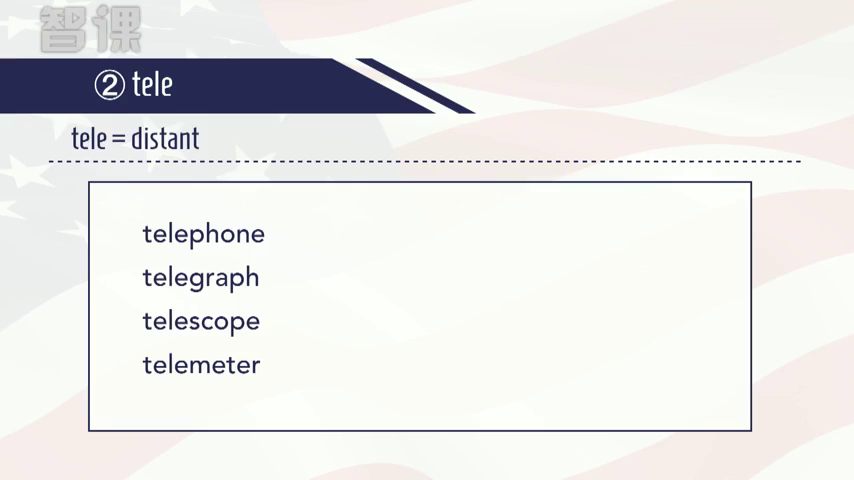 智课
② tele
tele = distant
telephone
telegraph
telescope
telemeter